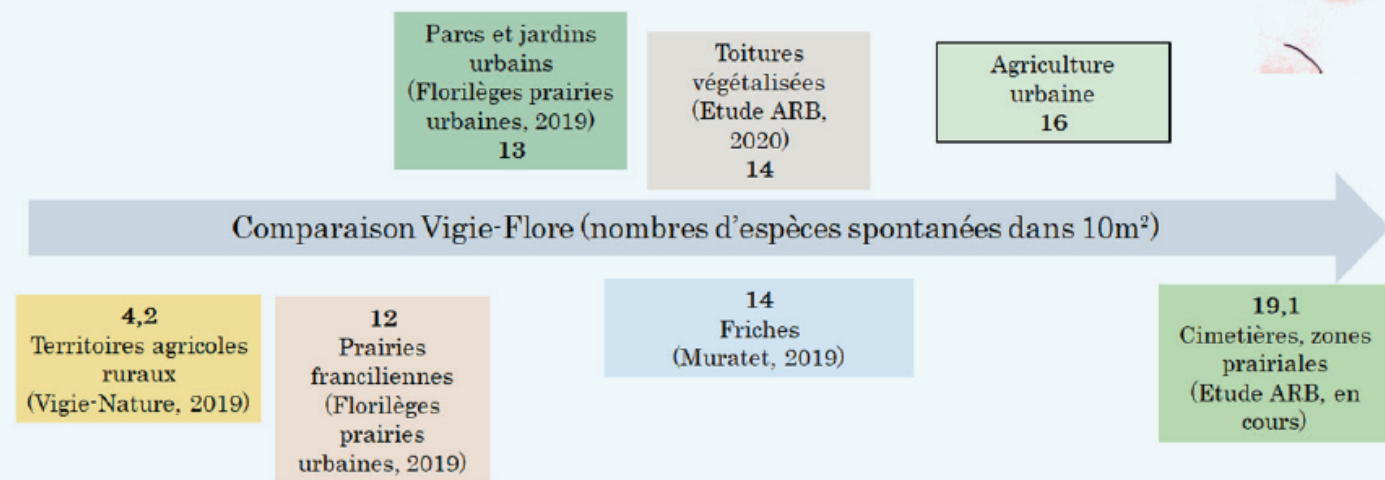 Parcs et jardins
urbains
(Florilèges prairies
urbaines, 2019)
13
Toitures
végétalisées
(Etude ARB,
2020)
14
Agriculture
urbaine
16
Comparaison Vigie-Flore (nombres d'espèces spontanées dans 10m²)
4,2
Territoires agricoles
ruraux
(Vigie-Nature, 2019)
12
Prairies
franciliennes
(Florilèges
prairies
urbaines, 2019)
14
Friches
(Muratet, 2019)
19,1
Cimetières, zones
prairiales
(Etude ARB, en
cours)